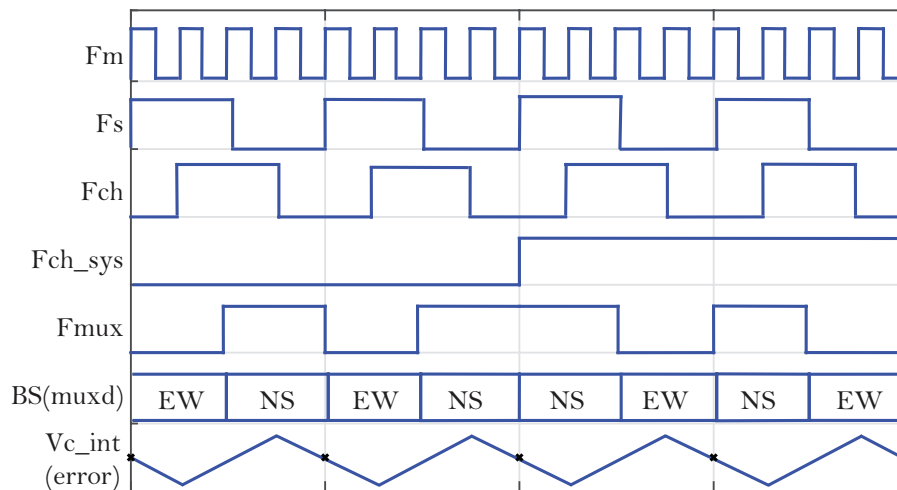 Fm
Fs
Fch
Fch_sys
Fmux
BS(muxd) EW NS EW NS NS EW NS EW
Vc_int
(error)